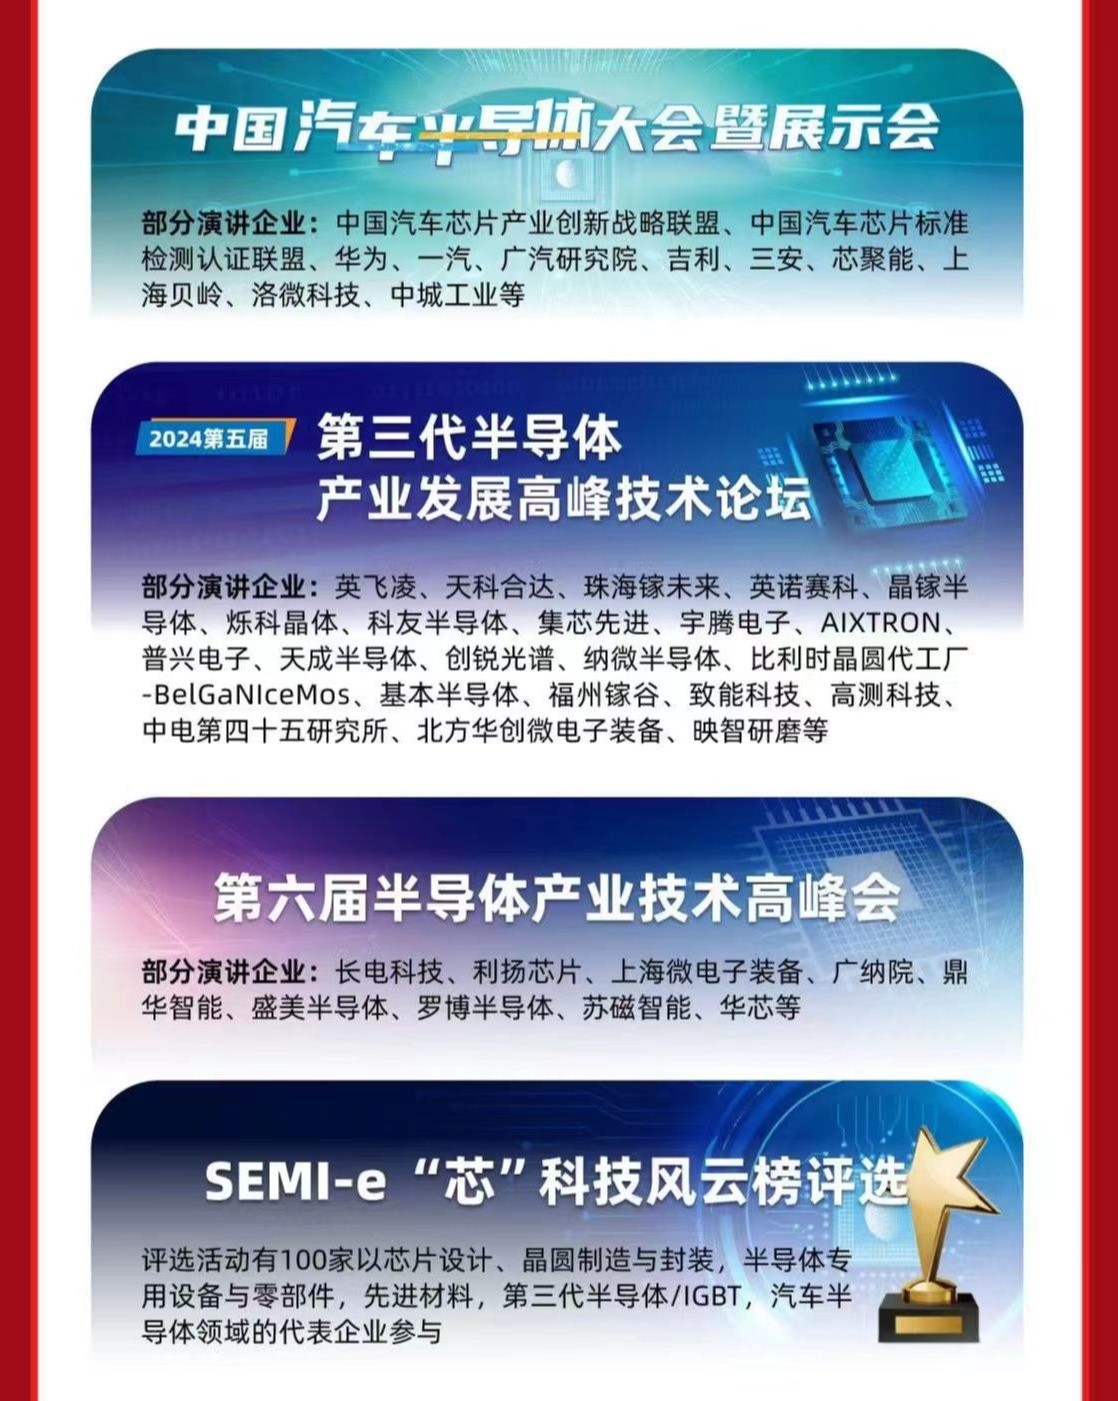 中国汽车半导体大会暨展示会
部分演讲企业：中国汽车芯片产业创新战略联盟、中国汽车芯片标准
检测认证联盟、华为、一汽、广汽研究院、吉利、三安、芯聚能、上
海贝岭、洛微科技、中城工业等
2024第五届
第三代半导体
产业发展高峰技术论坛
部分演讲企业：英飞凌、天科合达、珠海镓未来、英诺赛科、晶镓半
导体、烁科晶体、科友半导体、集芯先进、宇腾电子、AIXTRON、
普兴电子、天成半导体、创锐光谱、纳微半导体、比利时晶圆代工厂
-BelGaNIceMos、基本半导体、福州镓谷、致能科技、高测科技、
中电第四十五研究所、北方华创微电子装备、映智研磨等
第六届半导体产业技术高峰会
部分演讲企业：长电科技、利扬芯片、上海微电子装备、广纳院、鼎
华智能、盛美半导体、罗博半导体、苏磁智能、华芯等
SEMI-e “芯”科技风云榜评选
评选活动有100家以芯片设计、晶圆制造与封装，半导体专
用设备与零部件，先进材料，第三代半导体/IGBT，汽车半
导体领域的代表企业参与